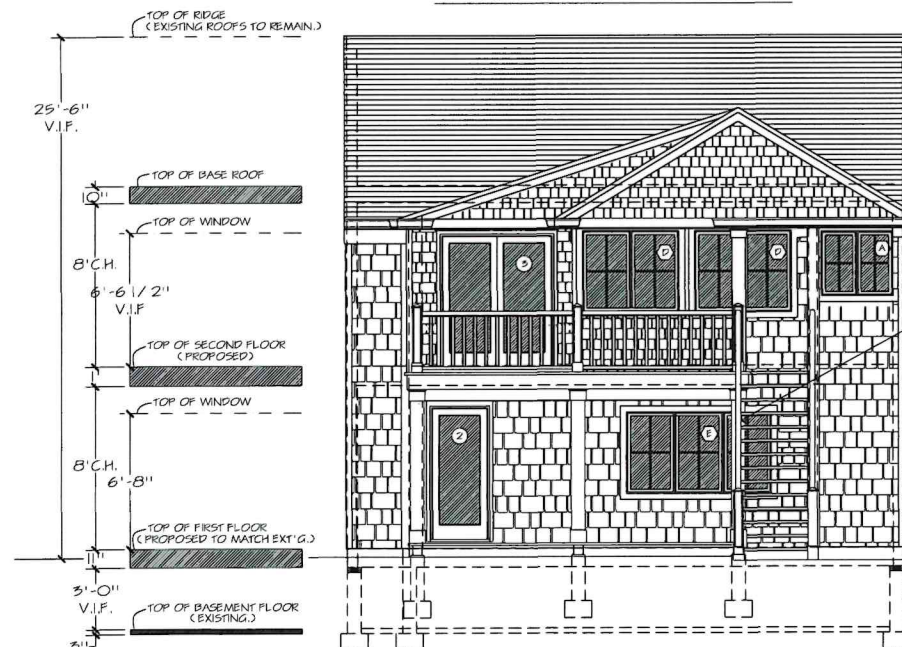 TOP OF RIDGE
(EXISTING ROOFS TO REMAIN.)
25'-6"
V.I.F.
TOP OF BASE ROOF
10"
TOP OF WINDOW
8'C.H.
6'-6 1/2"
V.I.F
TOP OF SECOND FLOOR
(PROPOSED)
TOP OF WINDOW
8'C.H.
6'-8"
TOP OF FIRST FLOOR
(PROPOSED TO MATCH EXT'G.)
3'-0"
V.I.F.
TOP OF BASEMENT FLOOR
(EXISTING.)
3"
3
D
D
A
2
E